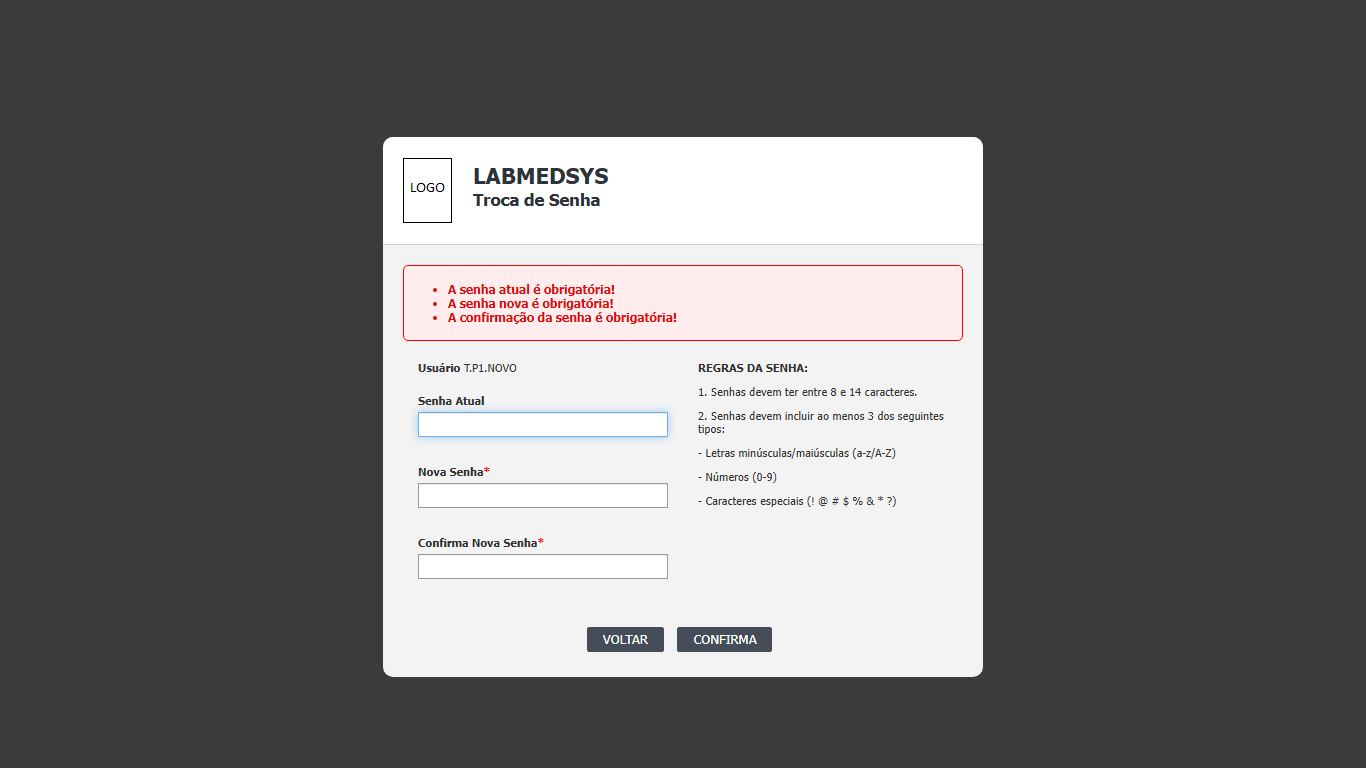 LOGO
LABMEDSYS
Troca de Senha
• A senha atual é obrigatória!
• A senha nova é obrigatória!
• A confirmação da senha é obrigatória!
Usuário T.P1.NOVO
Senha Atual
Nova Senha*
Confirma Nova Senha*
REGRAS DA SENHA:
1. Senhas devem ter entre 8 e 14 caracteres.
2. Senhas devem incluir ao menos 3 dos seguintes
tipos:
- Letras minúsculas/maiúsculas (a-z/A-Z)
- Números (0-9)
- Caracteres especiais (! @ # $ % & * ?)
VOLTAR
CONFIRMA